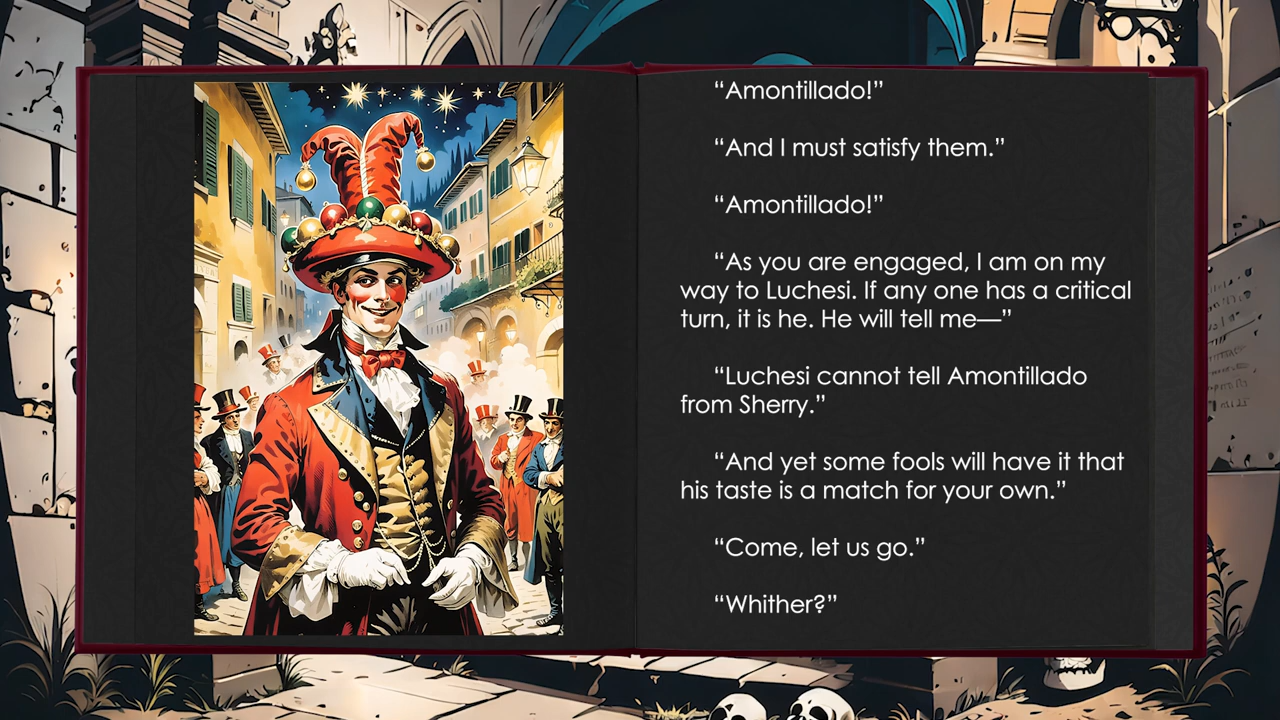 “Amontillado!”
“And I must satisfy them.”
“Amontillado!”
“As you are engaged, I am on my
way to Luchesi. If any one has a critical
turn, it is he. He will tell me—”
“Luchesi cannot tell Amontillado
from Sherry.”
“And yet some fools will have it that
his taste is a match for your own.”
“Come, let us go.”
“Whither?”